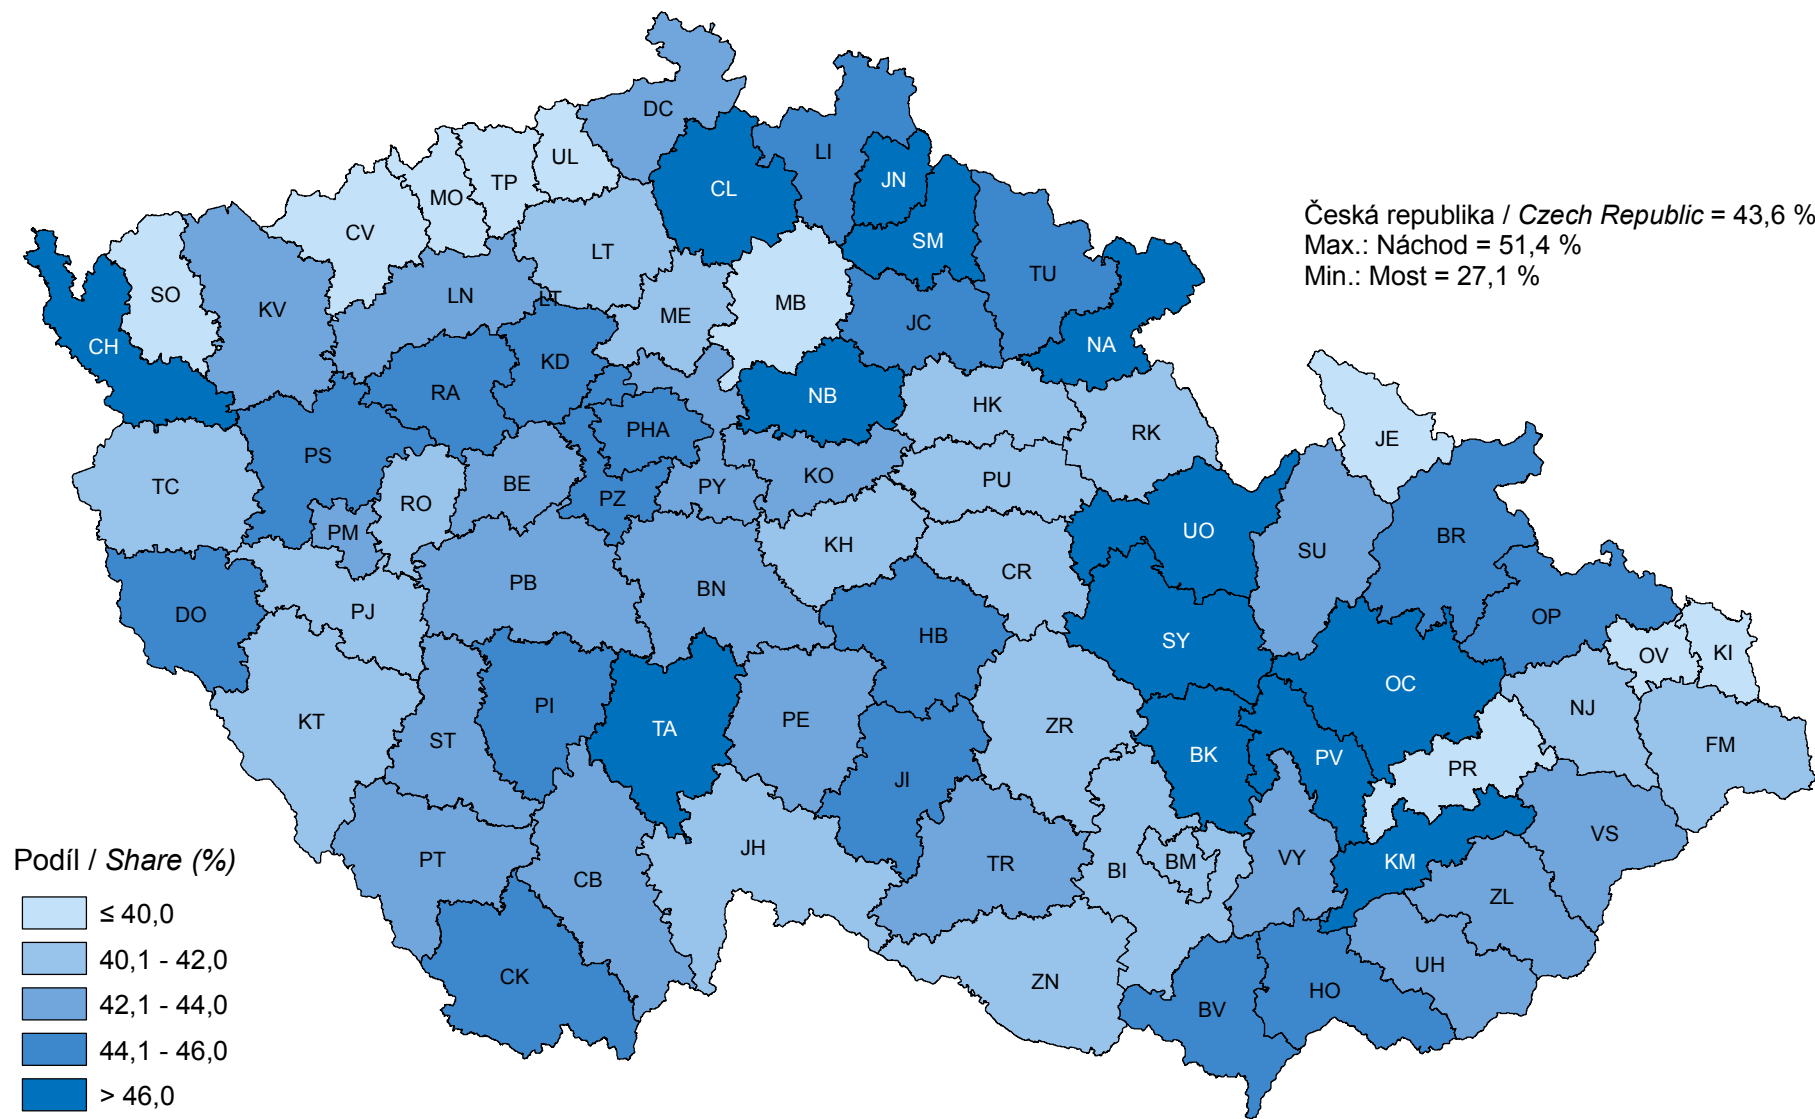 DC
UL
TP
MO
CV
LI
JN
CL
SM
LT
SO
KV
LN
LT
ME
MB
TU
JC
NA
CH
KD
RA
NB
HK
RK
PHA
JE
PS
TC
BE
KO
PU
PY
PZ
RO
PM
UO
SU
BR
KH
CR
PB
BN
DO
PJ
HB
SY
OP
OV
KI
OC
KT
PI
TA
PE
ZR
NJ
ST
FM
BK
PV
PR
JI
VS
PT
JH
TR
BI
BM
VY
KM
CB
ZL
CK
ZN
UH
BV
HO
Česká republika / Czech Republic = 43,6 %
Max.: Náchod = 51,4 %
Min.: Most = 27,1 %
Podíl / Share (%)
≤ 40,0
40,1 - 42,0
42,1 - 44,0
44,1 - 46,0
> 46,0